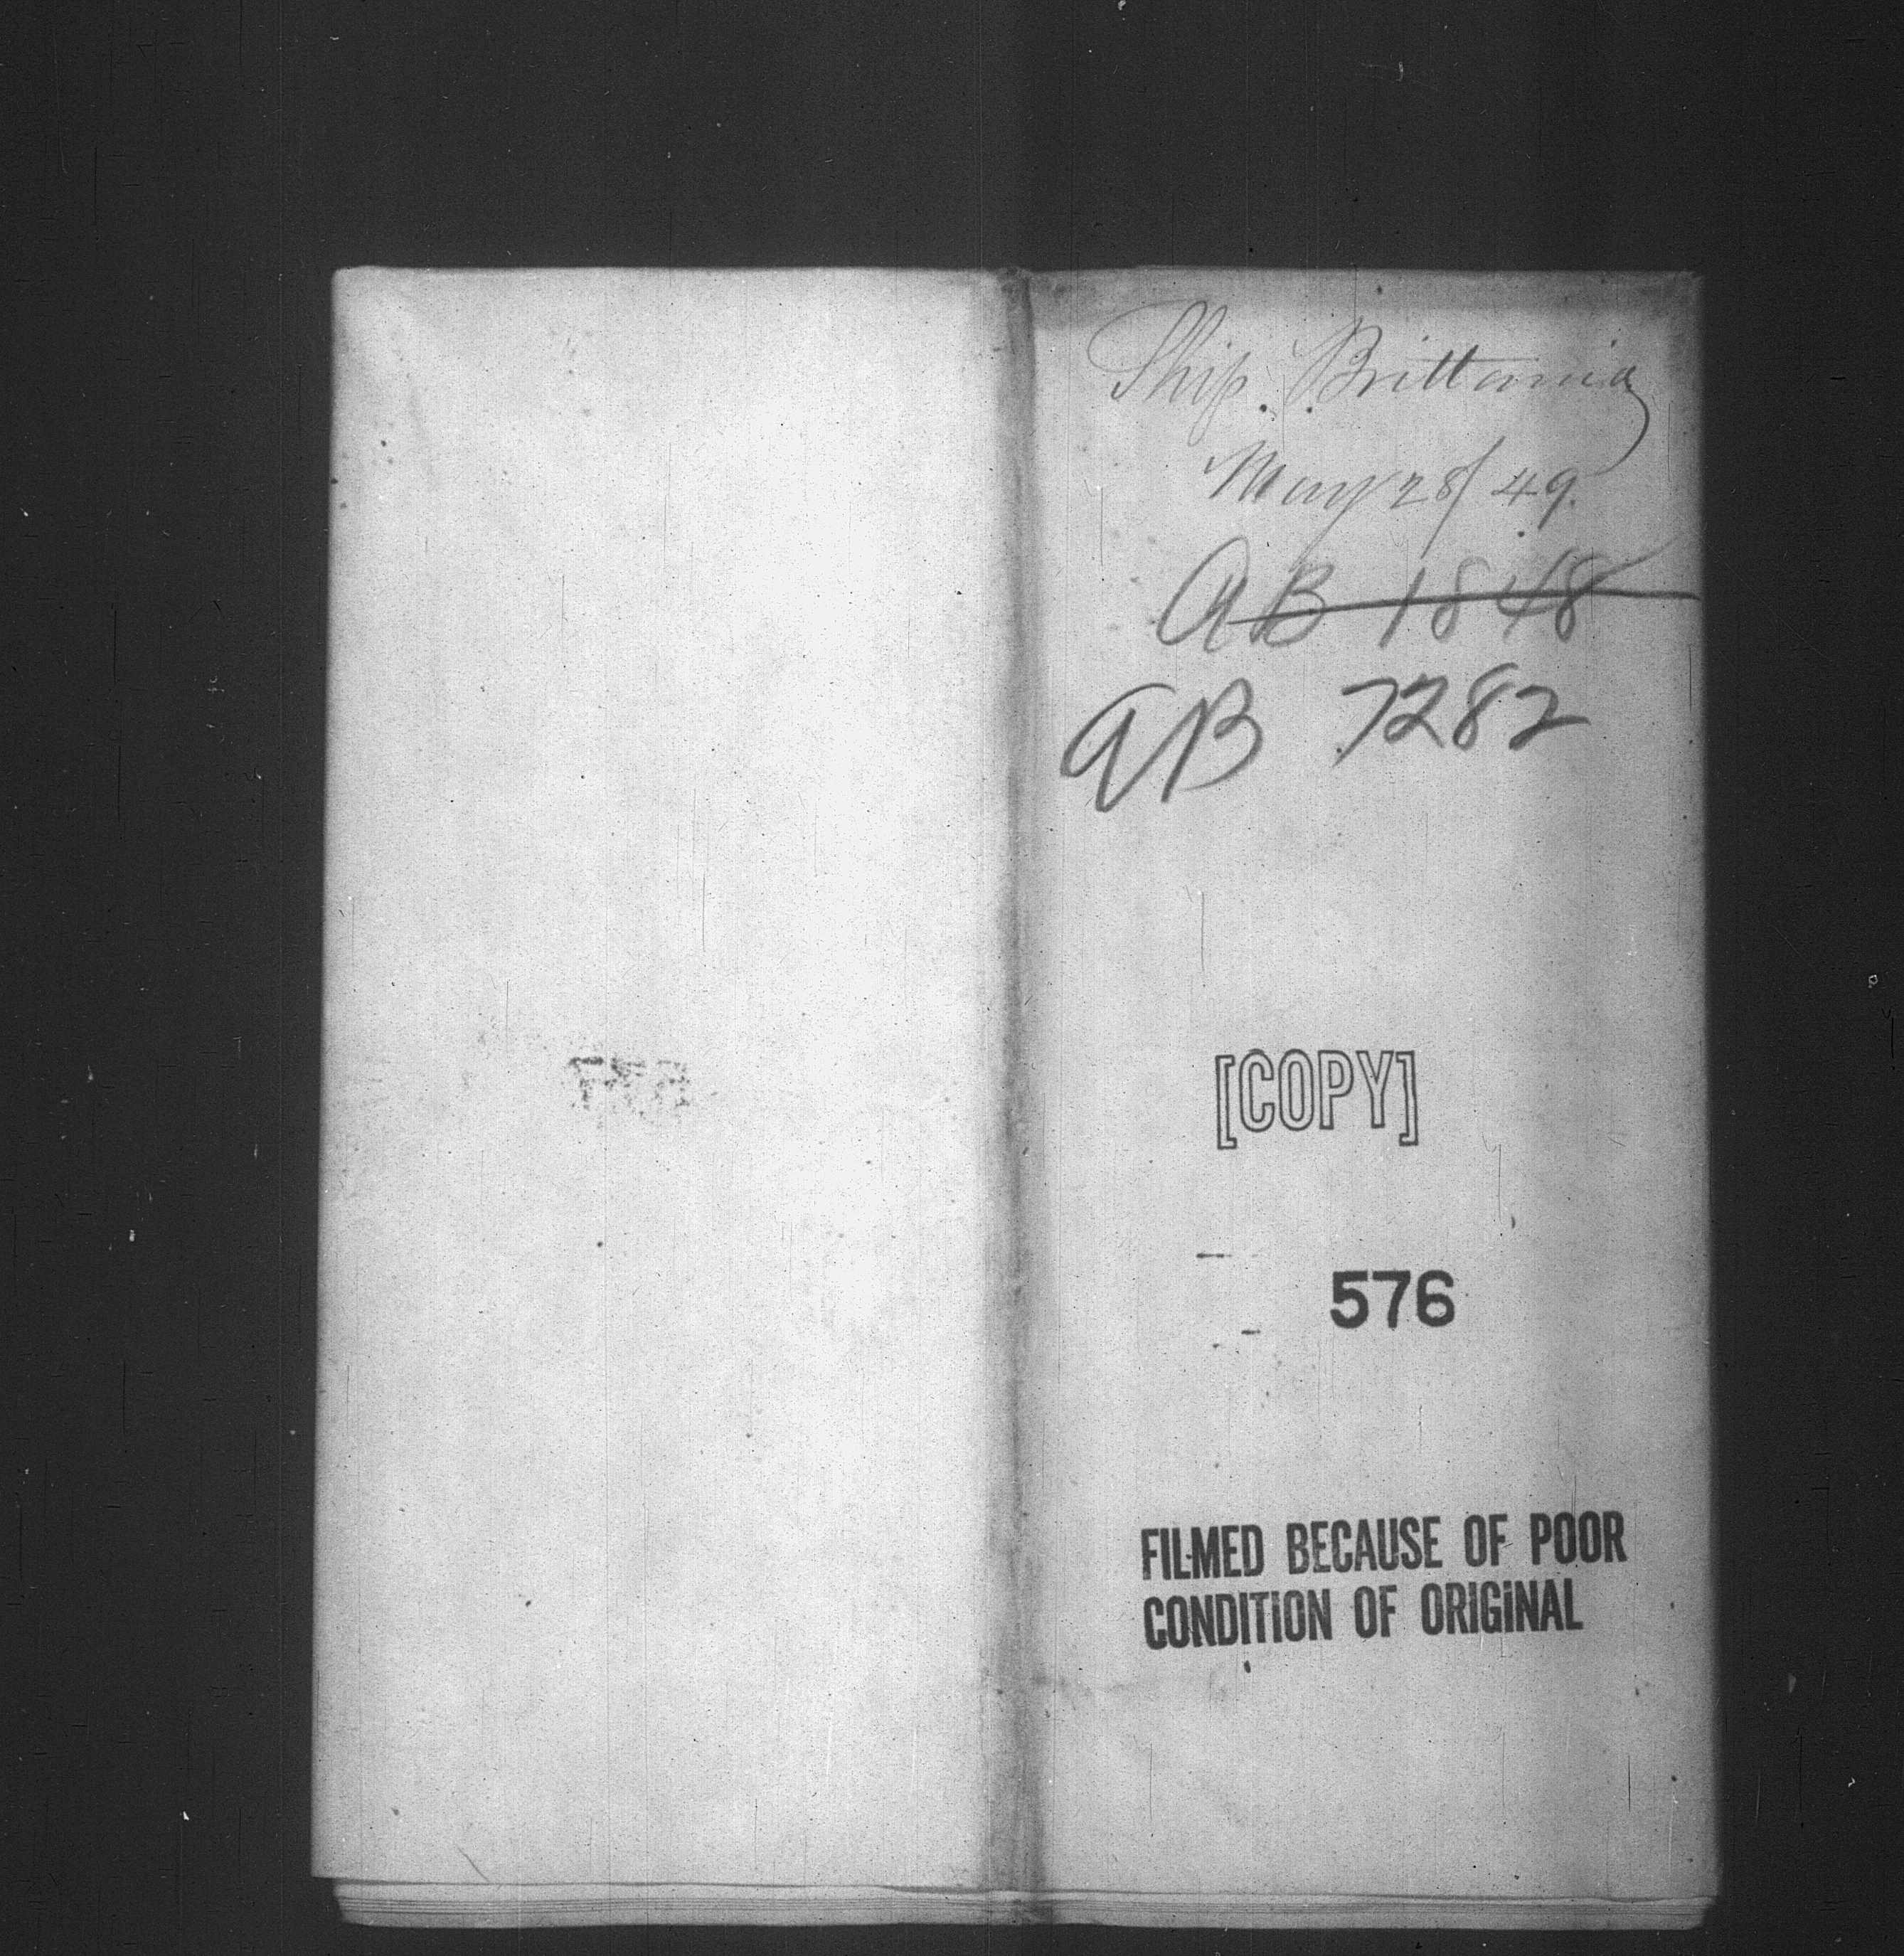 Ship. Brittannia
May 28/49.
AB 1848
AB 7282
[COPY]
576
FILMED BECAUSE OF POOR
CONDITION OF ORIGINAL